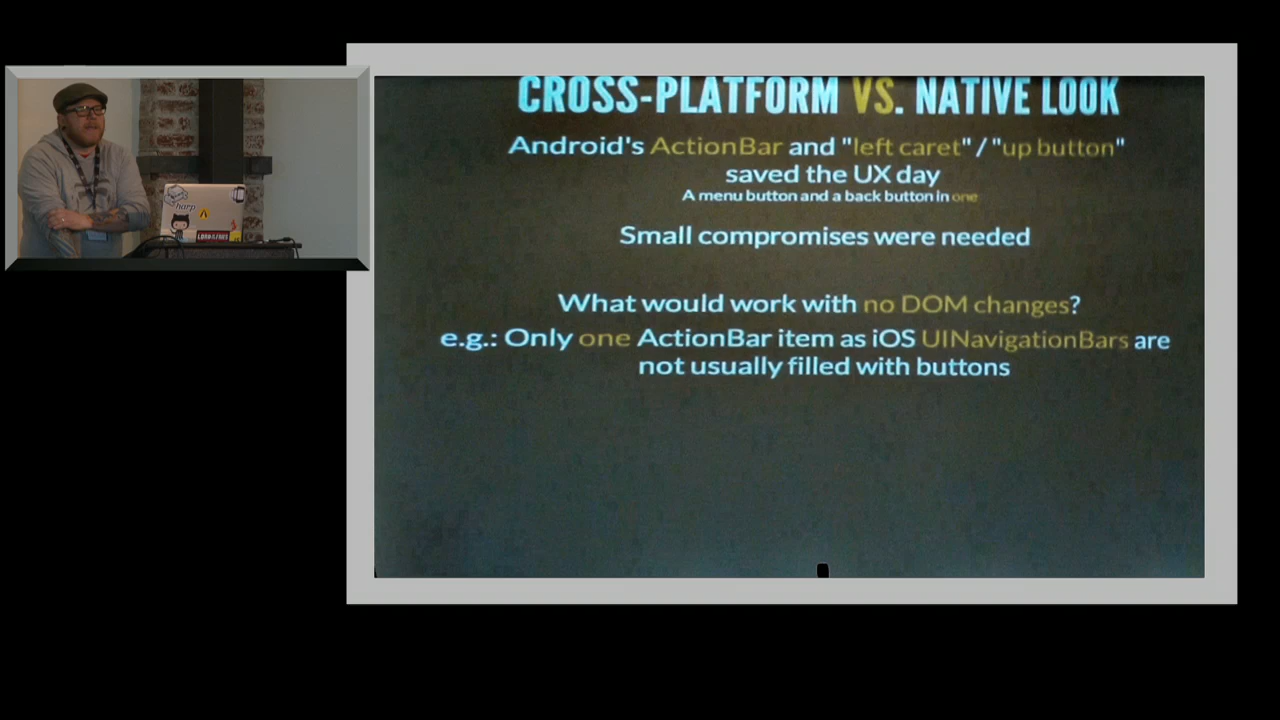 CROSS-PLATFORM VS. NATIVE LOOK
Android's ActionBar and "left caret" / "up button"
saved the UX day
A menu button and a back button in one
Small compromises were needed
What would work with no DOM changes?
e.g.: Only one ActionBar item as iOS UINavigationBars are
not usually filled with buttons
harp